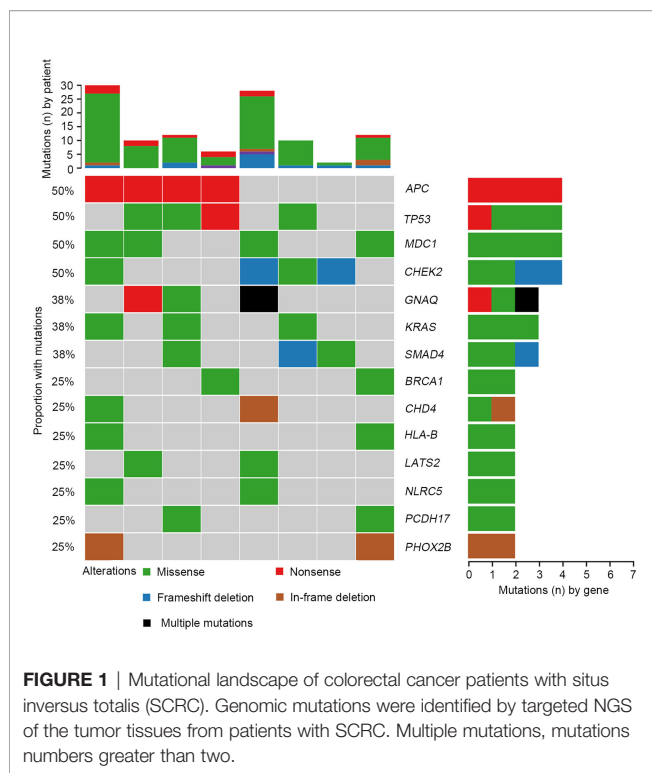 Mutations (n) by patient
30
25
20
15
10
5
0
Proportion with mutations
50% APC
50% TP53
50% MDC1
50% CHEK2
38% GNAQ
38% KRAS
38% SMAD4
25% BRCA1
25% CHD4
25% HLA-B
25% LATS2
25% NLRC5
25% PCDH17
25% PHOX2B
0 1 2 3 4 5 6 7
Mutations (n) by gene
Alterations Missense Nonsense
Frameshift deletion In-frame deletion
Multiple mutations
FIGURE 1 | Mutational landscape of colorectal cancer patients with situs
inversus totalis (SCRC). Genomic mutations were identified by targeted NGS
of the tumor tissues from patients with SCRC. Multiple mutations, mutations
numbers greater than two.